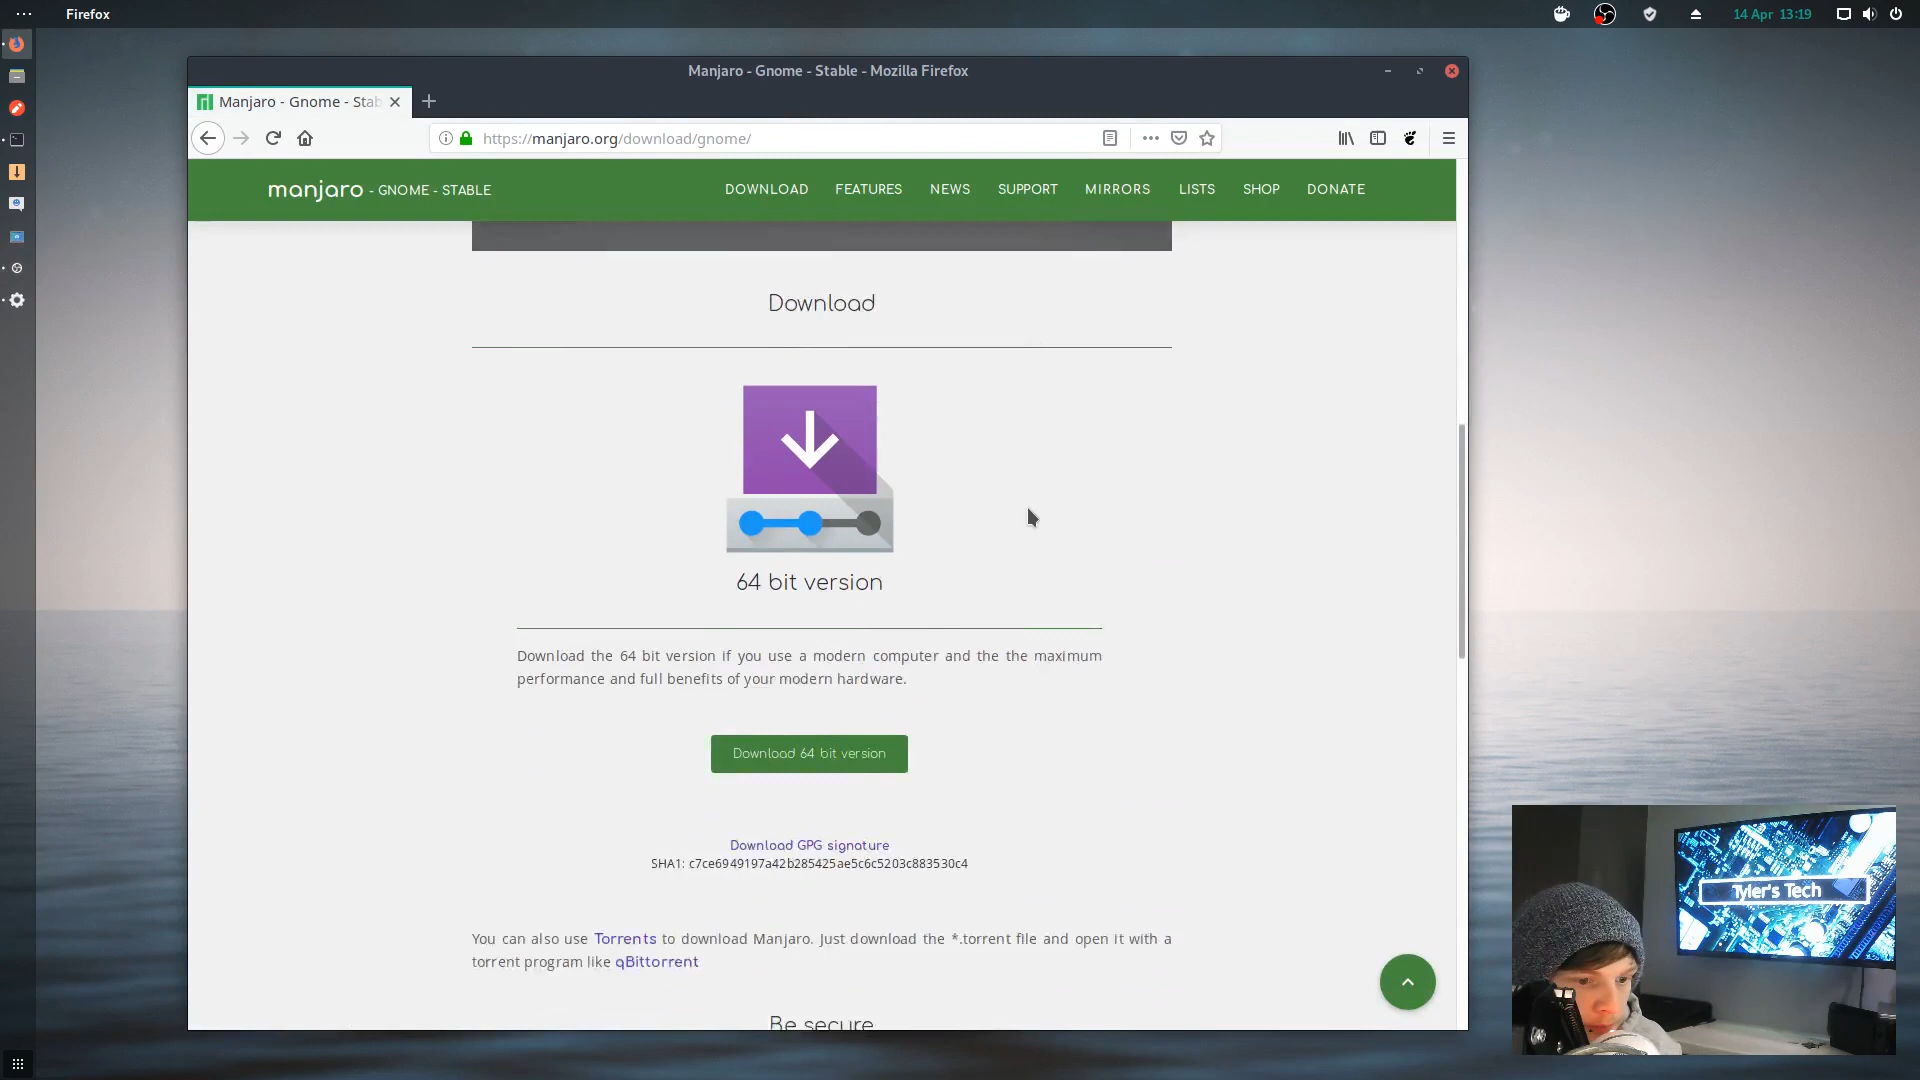 Firefox
14 Apr 13:19
Manjaro - Gnome - Stable - Mozilla Firefox
Manjaro - Gnome - Stab
https://manjaro.org/download/gnome/
manjaro - GNOME - STABLE
DOWNLOAD FEATURES NEWS SUPPORT MIRRORS LISTS SHOP DONATE
Download
64 bit version
Download the 64 bit version if you use a modern computer and the the maximum
performance and full benefits of your modern hardware.
Download 64 bit version
Download GPG signature
SHA1: c7ce6949197a42b285425ae5c6c5203c883530c4
You can also use Torrents to download Manjaro. Just download the *.torrent file and open it with a
torrent program like qBittorrent
Be secure
Tyler's Tech